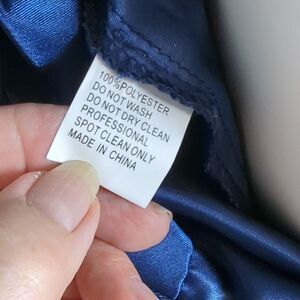 100%POLYESTER
DO NOT WASH
DO NOT DRY CLEAN
PROFESSIONAL
SPOT CLEAN ONLY
MADE IN CHINA